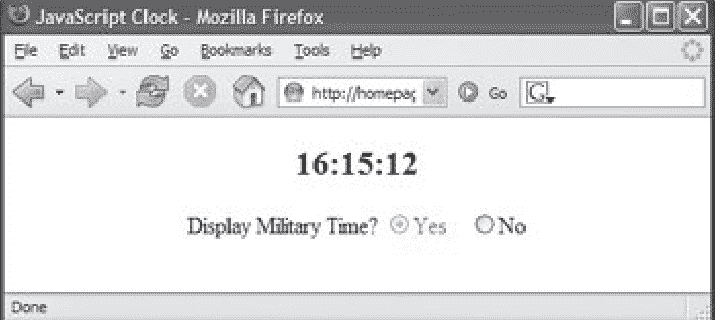 JavaScript Clock - Mozilla Firefox
File Edit View Go Bookmarks Tools Help
http://homepag Go G
16:15:12
Display Military Time? Yes No
Done